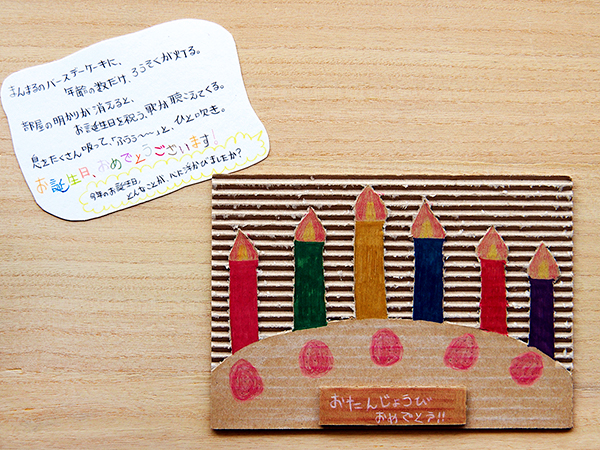 まんまるのバースデーケーキに、
年齢の数だけ、ろうそくが灯る。
部屋の明かりが消えると、
お誕生日を祝う、歌が聴こえてくる。
息をたくさん吸って、「ふぅぅぅ〜〜」と、ひと吹き。
お誕生日、おめでとうございます!
今年のお誕生日、
どんなことが、心に浮かびましたか?
おたんじょうび
おめでとう!!